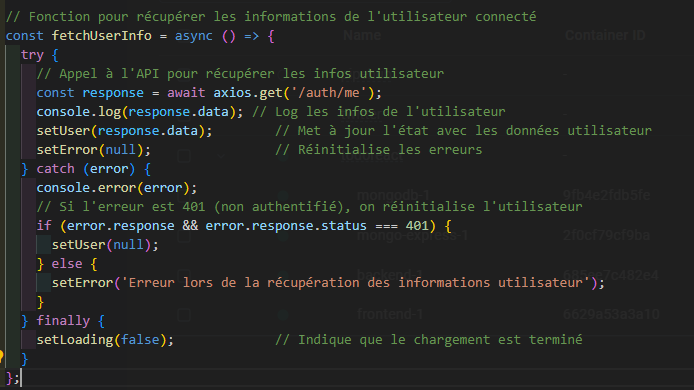 // Fonction pour récupérer les informations de l'utilisateur connecté
const fetchUserInfo = async () => {
Name Container ID
try {
// Appel à l'API pour récupérer les infos utilisateur
const response = await axios.get('/auth/me');
console.log(response.data); // Log les infos de l'utilisateur
setUser(response.data); // Met à jour l'état avec les données utilisateur
setError(null); // Réinitialise les erreurs
} catch (error) {
console.error(error);
mongodb-1 9fb4e2fdb5fe
// Si l'erreur est 401 (non authentifié), on réinitialise l'utilisateur
if (error.response && error.response.status === 401) {
mongo-express-1
setUser(null);
} else {
backend-1
setError('Erreur lors de la récupération des informations utilisateur');
}
} finally {
frontend-1 6629a53a3a10
setLoading(false); // Indique que le chargement est terminé
}
};